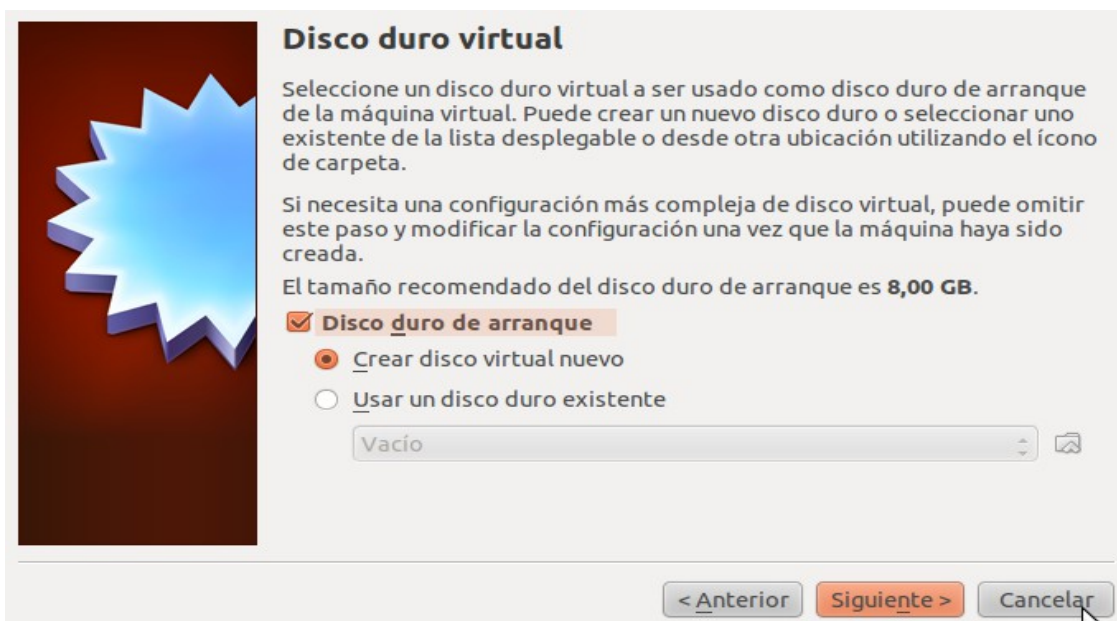 Disco duro virtual
Seleccione un disco duro virtual a ser usado como disco duro de arranque
de la máquina virtual. Puede crear un nuevo disco duro o seleccionar uno
existente de la lista desplegable o desde otra ubicación utilizando el ícono
de carpeta.
Si necesita una configuración más compleja de disco virtual, puede omitir
este paso y modificar la configuración una vez que la máquina haya sido
creada.
El tamaño recomendado del disco duro de arranque es 8,00 GB.
Disco duro de arranque
Crear disco virtual nuevo
Usar un disco duro existente
Vacío
< Anterior Siguiente > Cancelar